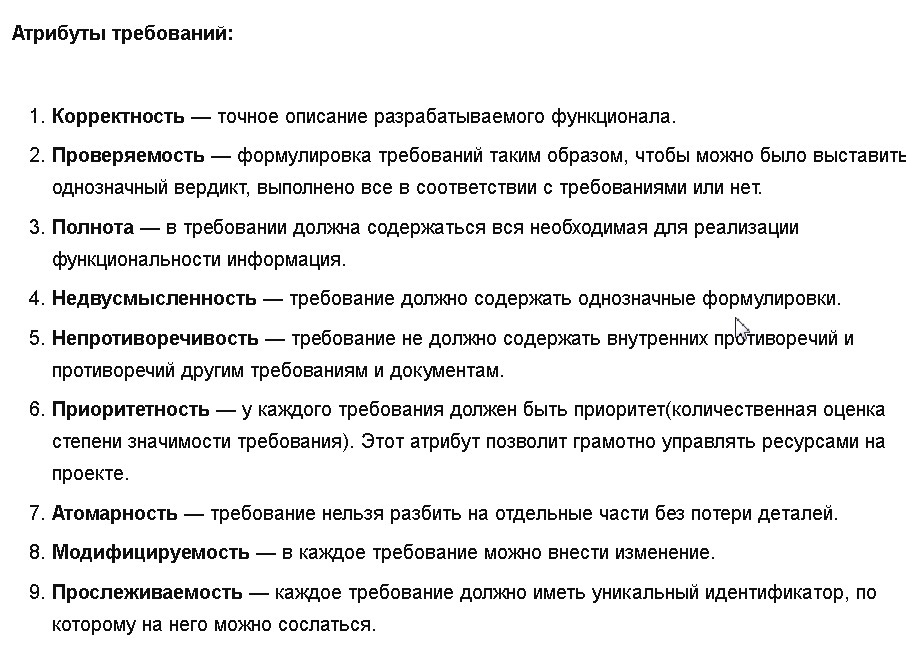 Атрибуты требований:
1. Корректность — точное описание разрабатываемого функционала.
2. Проверяемость — формулировка требований таким образом, чтобы можно было выставить
однозначный вердикт, выполнено все в соответствии с требованиями или нет.
3. Полнота — в требовании должна содержаться вся необходимая для реализации
функциональности информация.
4. Недвусмысленность — требование должно содержать однозначные формулировки.
5. Непротиворечивость — требование не должно содержать внутренних противоречий и
противоречий другим требованиям и документам.
6. Приоритетность — у каждого требования должен быть приоритет(количественная оценка
степени значимости требования). Этот атрибут позволит грамотно управлять ресурсами на
проекте.
7. Атомарность — требование нельзя разбить на отдельные части без потери деталей.
8. Модифицируемость — в каждое требование можно внести изменение.
9. Прослеживаемость — каждое требование должно иметь уникальный идентификатор, по
которому на него можно сослаться.